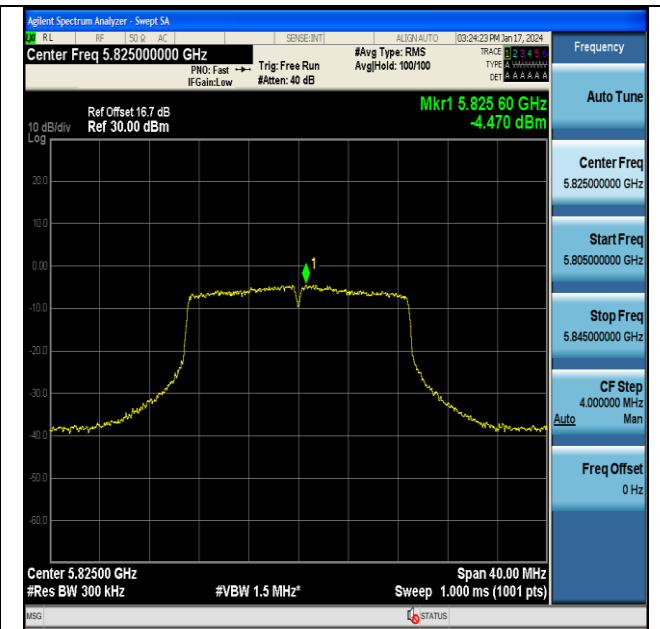 Agilent Spectrum Analyzer - Swept SA
RL RF 50 Ω AC SENSE:INT ALIGN AUTO 03:24:23 PM Jan 17, 2024
Center Freq 5.825000000 GHz
PNO: Fast
IFGain:Low
Trig: Free Run
#Atten: 40 dB
#Avg Type: RMS
Avg|Hold: 100/100
TRACE 1 2 3 4 5 6
TYPE A
DET A A A A A A
Frequency
Ref Offset 16.7 dB
10 dB/div Ref 30.00 dBm
Log
Mkr1 5.825 60 GHz
-4.470 dBm
20.0
10.0
0.00
-10.0
-20.0
-30.0
-40.0
-50.0
-60.0
1
Center 5.82500 GHz
#Res BW 300 kHz
#VBW 1.5 MHz*
Span 40.00 MHz
Sweep 1.000 ms (1001 pts)
MSG
STATUS
Auto Tune
Center Freq
5.825000000 GHz
Start Freq
5.805000000 GHz
Stop Freq
5.845000000 GHz
CF Step
4.000000 MHz
Auto Man
Freq Offset
0 Hz